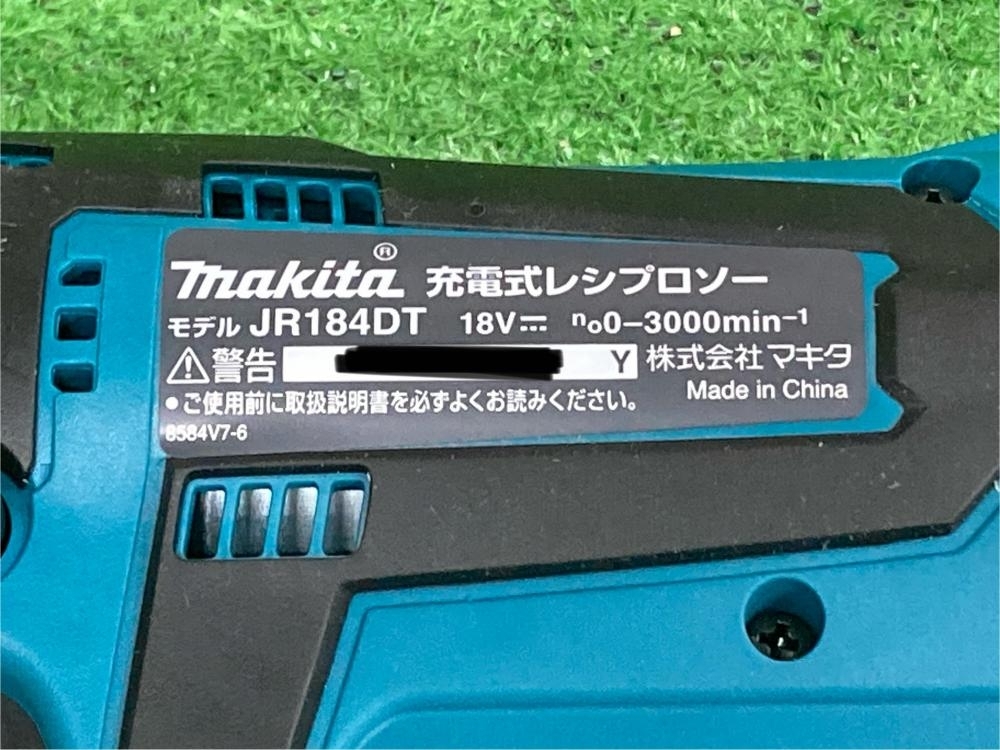 makita® 充電式レシプロソー
モデル JR184DT 18V⎓ n₀0−3000min⁻¹
⚠警告 Y 株式会社マキタ
Made in China
•ご使用前に取扱説明書を必ずよくお読みください。
8584V7-6